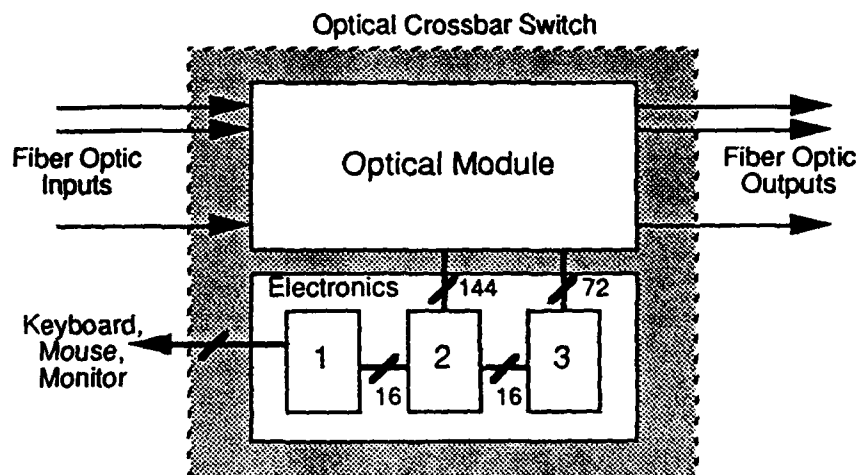 Optical Crossbar Switch
Fiber Optic
Inputs
Optical Module
Fiber Optic
Outputs
Electronics
144
72
Keyboard,
Mouse,
Monitor
1
16
2
16
3